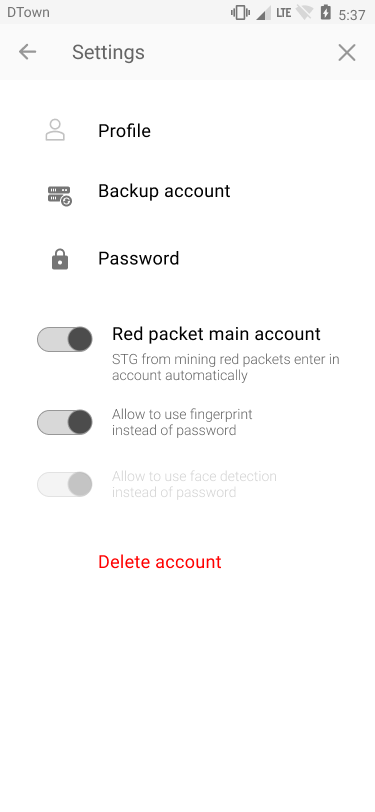 DTown
LTE
5:37
Settings
Profile
Backup account
Password
Red packet main account
STG from mining red packets enter in
account automatically
Allow to use fingerprint
instead of password
Allow to use face detection
instead of password
Delete account